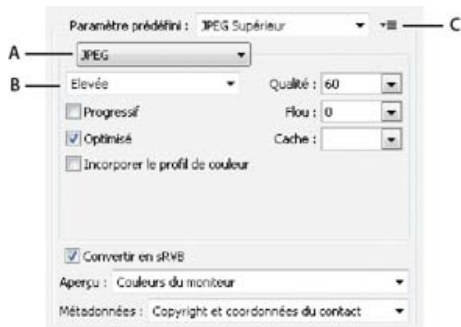 Paramètre prédéfini : JPEG Supérieur C
A JPEG
B Elevée Qualité : 60
Progressif Flou : 0
Optimisé Cache :
Incorporer le profil de couleur
Convertir en sRVB
Aperçu : Couleurs du moniteur
Métadonnées : Copyright et coordonnées du contact